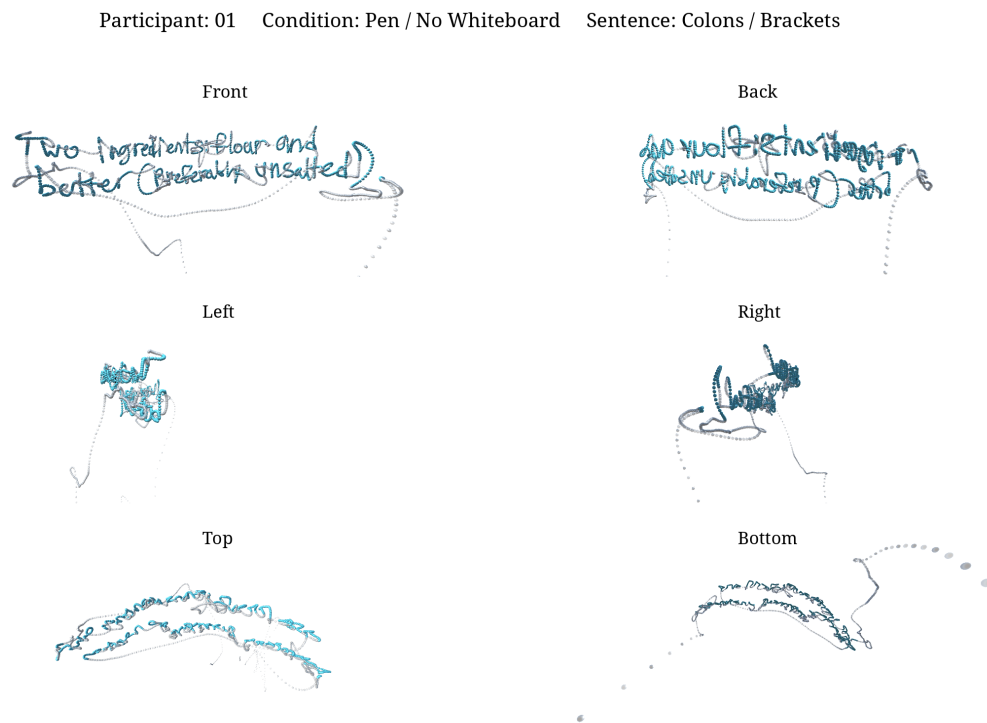 Participant: 01 Condition: Pen / No Whiteboard Sentence: Colons / Brackets
Front
Back
Two ingredients: flour and
better (preferably unsalted)
Left
Right
Top
Bottom